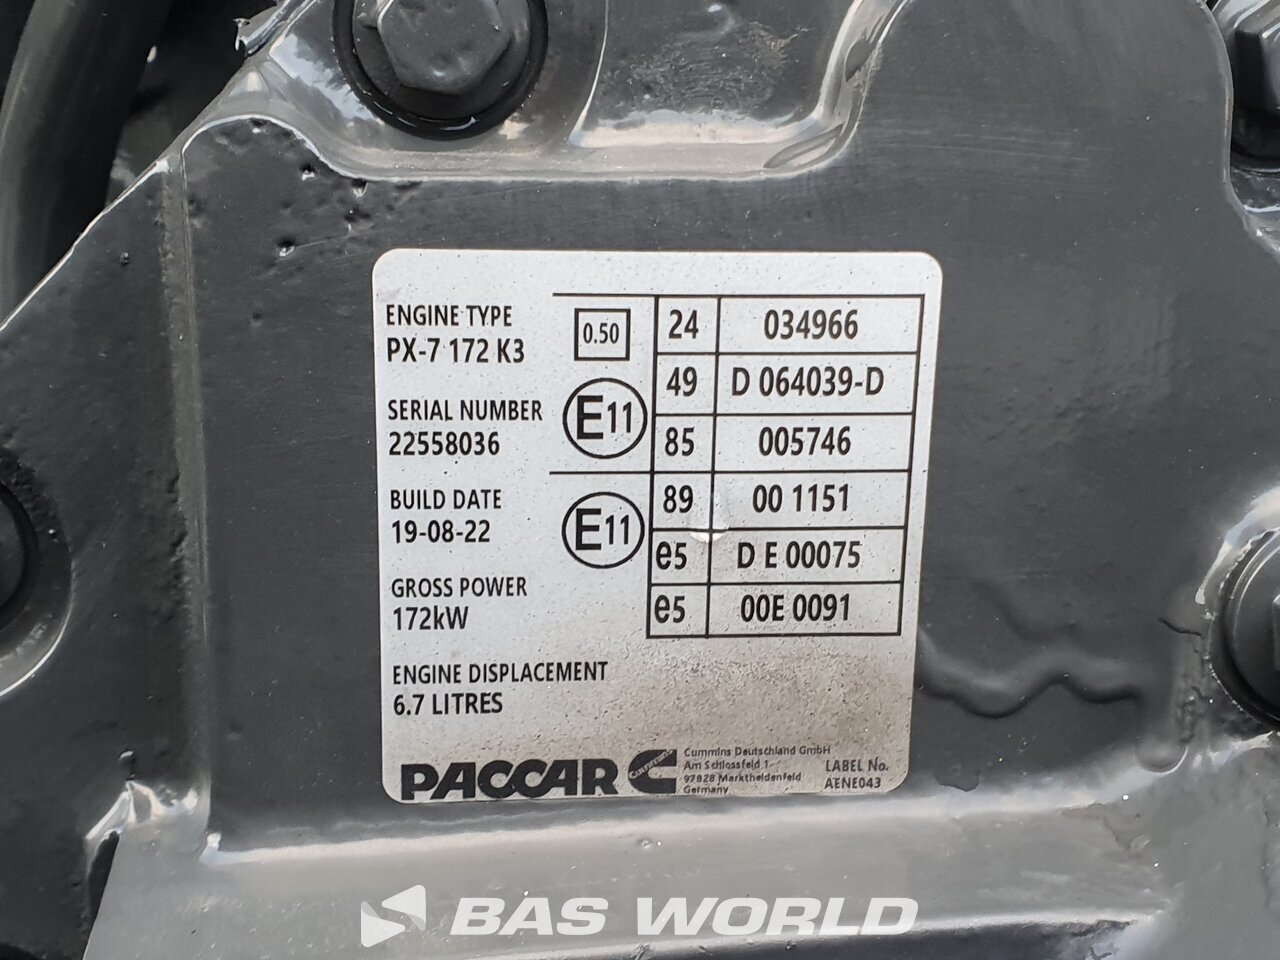 ENGINE TYPE
PX-7 172 K3
SERIAL NUMBER
22558036
BUILD DATE
19-08-22
GROSS POWER
172kW
ENGINE DISPLACEMENT
6.7 LITRES
0.50
E11
E11
24 034966
49 D 064039-D
85 005746
89 00 1151
e5 D E 00075
e5 00E 0091
PACCAR
Cummins
Cummins Deutschland GmbH
Am Schlossfeld 1
97828 Marktheidenfeld
Germany
LABEL No.
AENE043
BAS WORLD